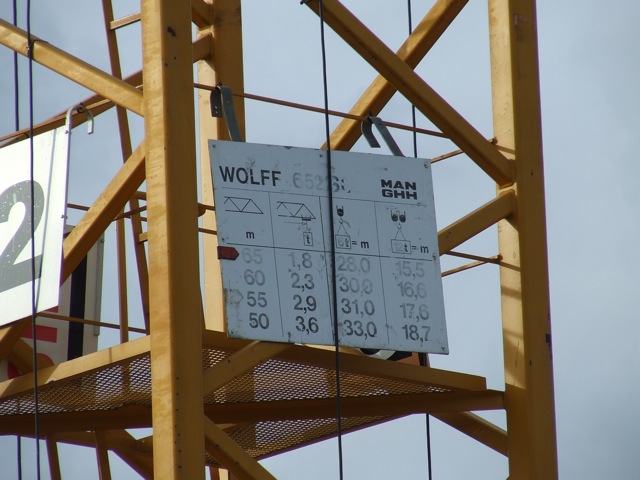 WOLFF 652SL MAN
GHH
m t t= m t= m
65 1,8 28,0 15,5
60 2,3 30,0 16,6
55 2,9 31,0 17,6
50 3,6 33,0 18,7
2